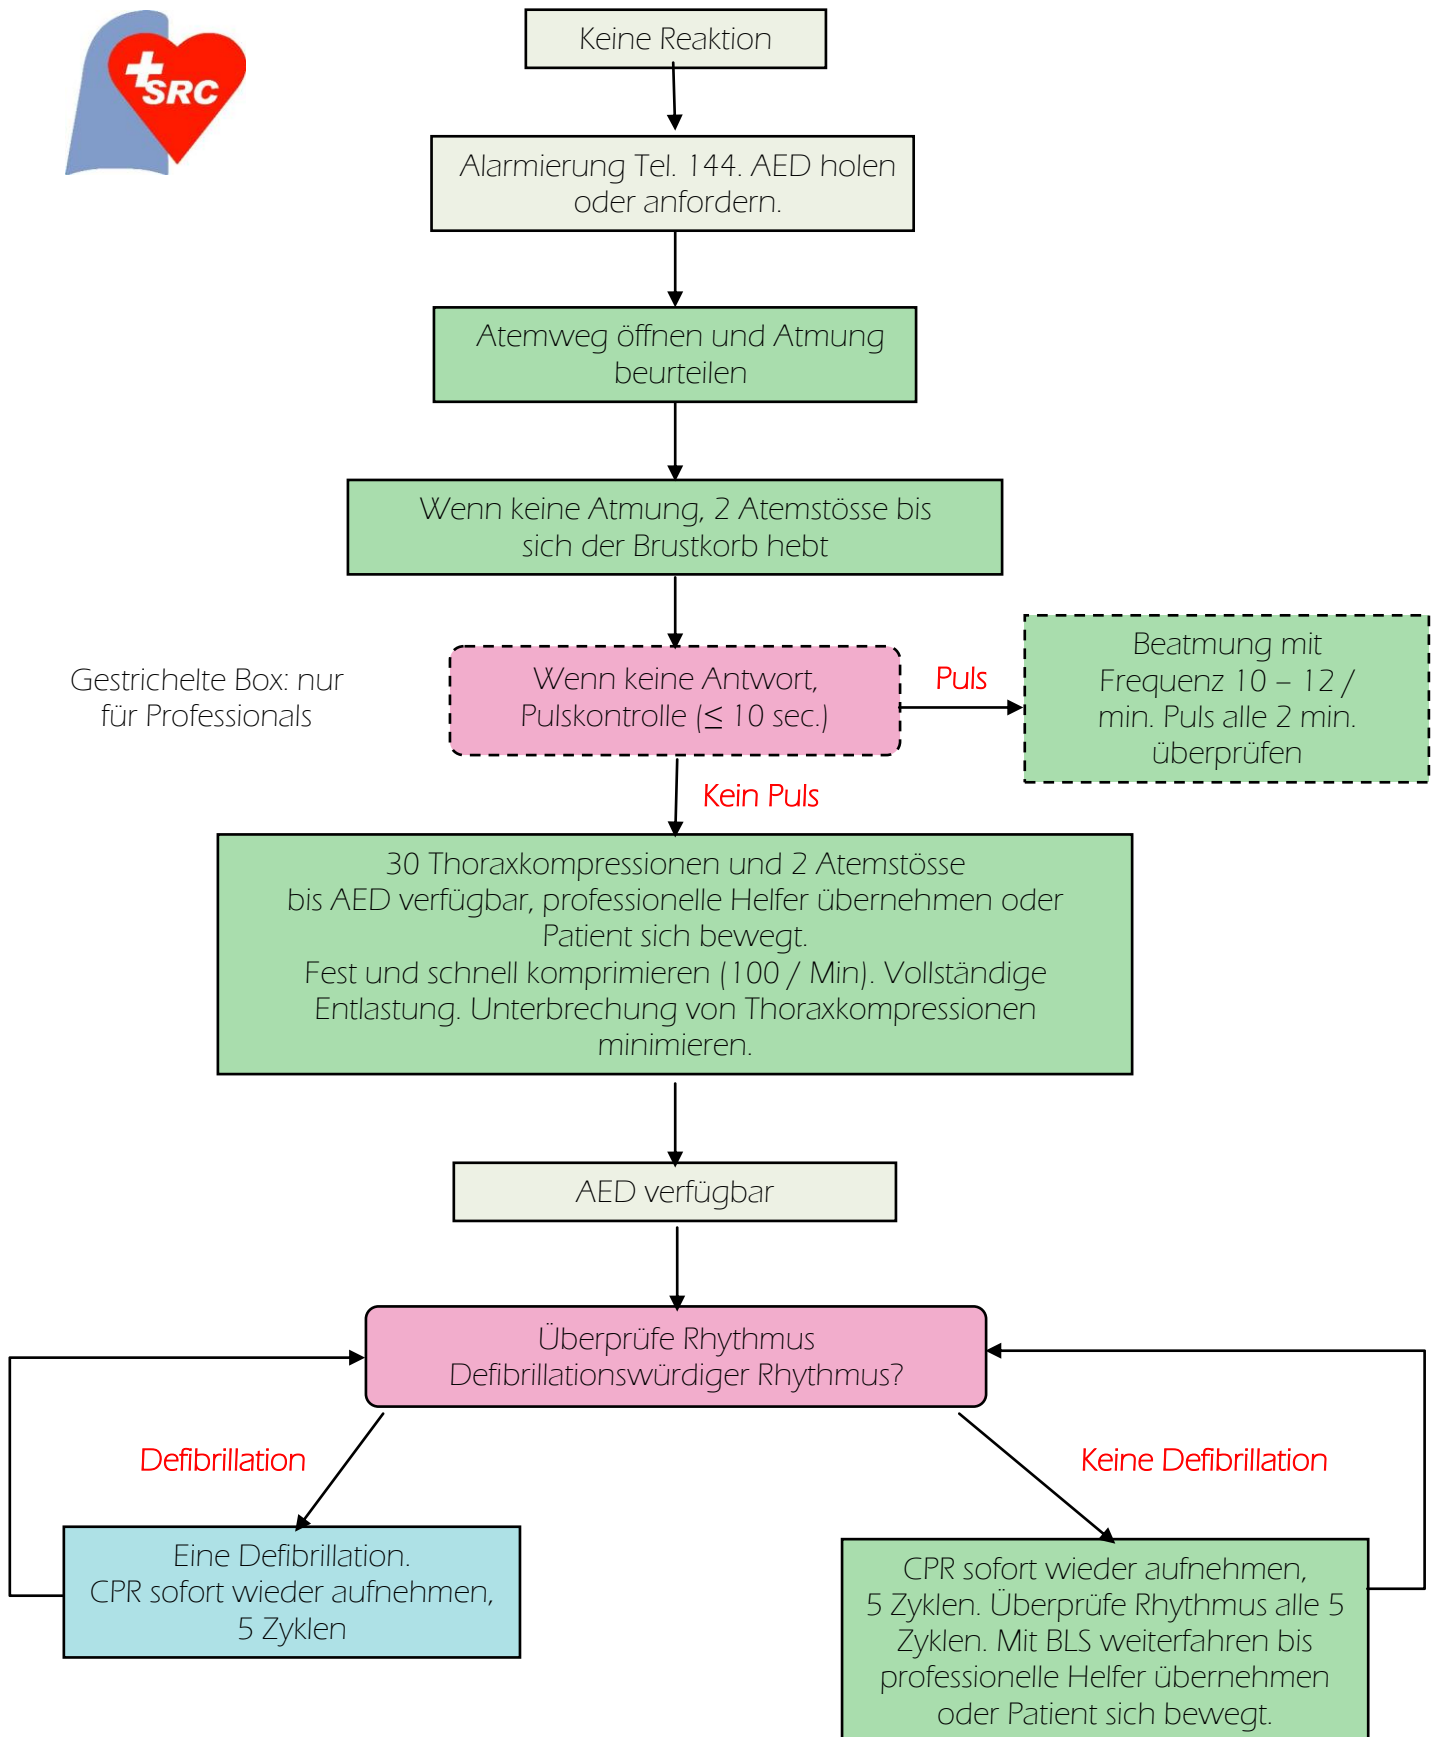 SRC
Keine Reaktion
Alarmierung Tel. 144. AED holen
oder anfordern.
Atemweg öffnen und Atmung
beurteilen
Wenn keine Atmung, 2 Atemstösse bis
sich der Brustkorb hebt
Gestrichelte Box: nur
für Professionals
Wenn keine Antwort,
Pulskontrolle (≤ 10 sec.)
Puls
Beatmung mit
Frequenz 10 – 12 /
min. Puls alle 2 min.
überprüfen
Kein Puls
30 Thoraxkompressionen und 2 Atemstösse
bis AED verfügbar, professionelle Helfer übernehmen oder
Patient sich bewegt.
Fest und schnell komprimieren (100 / Min). Vollständige
Entlastung. Unterbrechung von Thoraxkompressionen
minimieren.
AED verfügbar
Überprüfe Rhythmus
Defibrillationswürdiger Rhythmus?
Defibrillation
Keine Defibrillation
Eine Defibrillation.
CPR sofort wieder aufnehmen,
5 Zyklen
CPR sofort wieder aufnehmen,
5 Zyklen. Überprüfe Rhythmus alle 5
Zyklen. Mit BLS weiterfahren bis
professionelle Helfer übernehmen
oder Patient sich bewegt.